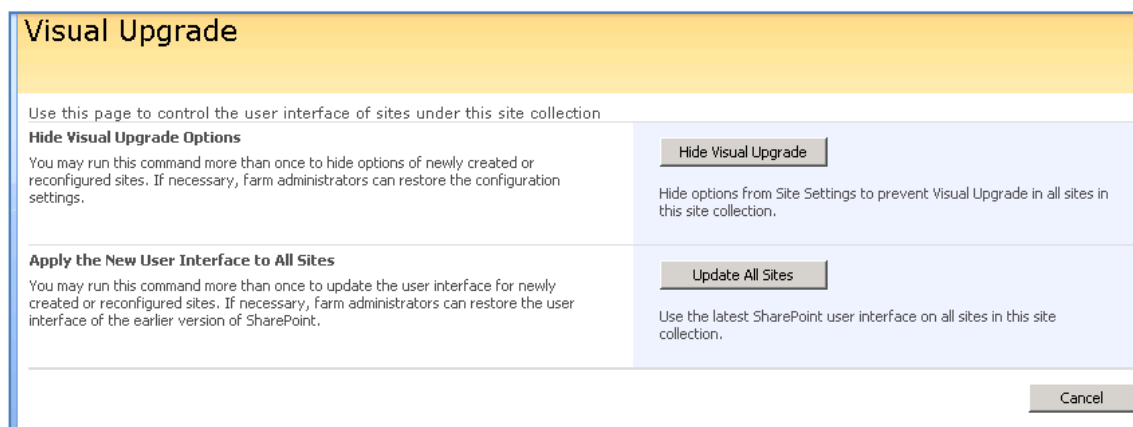 Visual Upgrade
Use this page to control the user interface of sites under this site collection
Hide Visual Upgrade Options
You may run this command more than once to hide options of newly created or
reconfigured sites. If necessary, farm administrators can restore the configuration
settings.
Hide Visual Upgrade
Hide options from Site Settings to prevent Visual Upgrade in all sites in
this site collection.
Apply the New User Interface to All Sites
You may run this command more than once to update the user interface for newly
created or reconfigured sites. If necessary, farm administrators can restore the user
interface of the earlier version of SharePoint.
Update All Sites
Use the latest SharePoint user interface on all sites in this site
collection.
Cancel